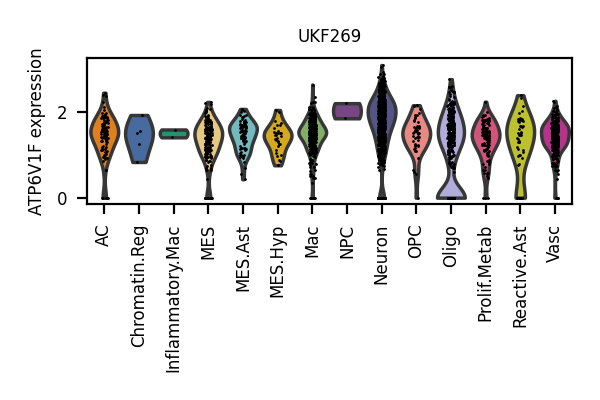 UKF269
ATP6V1F expression
2
0
AC
Chromatin.Reg
Inflammatory.Mac
MES
MES.Ast
MES.Hyp
Mac
NPC
Neuron
OPC
Oligo
Prolif.Metab
Reactive.Ast
Vasc